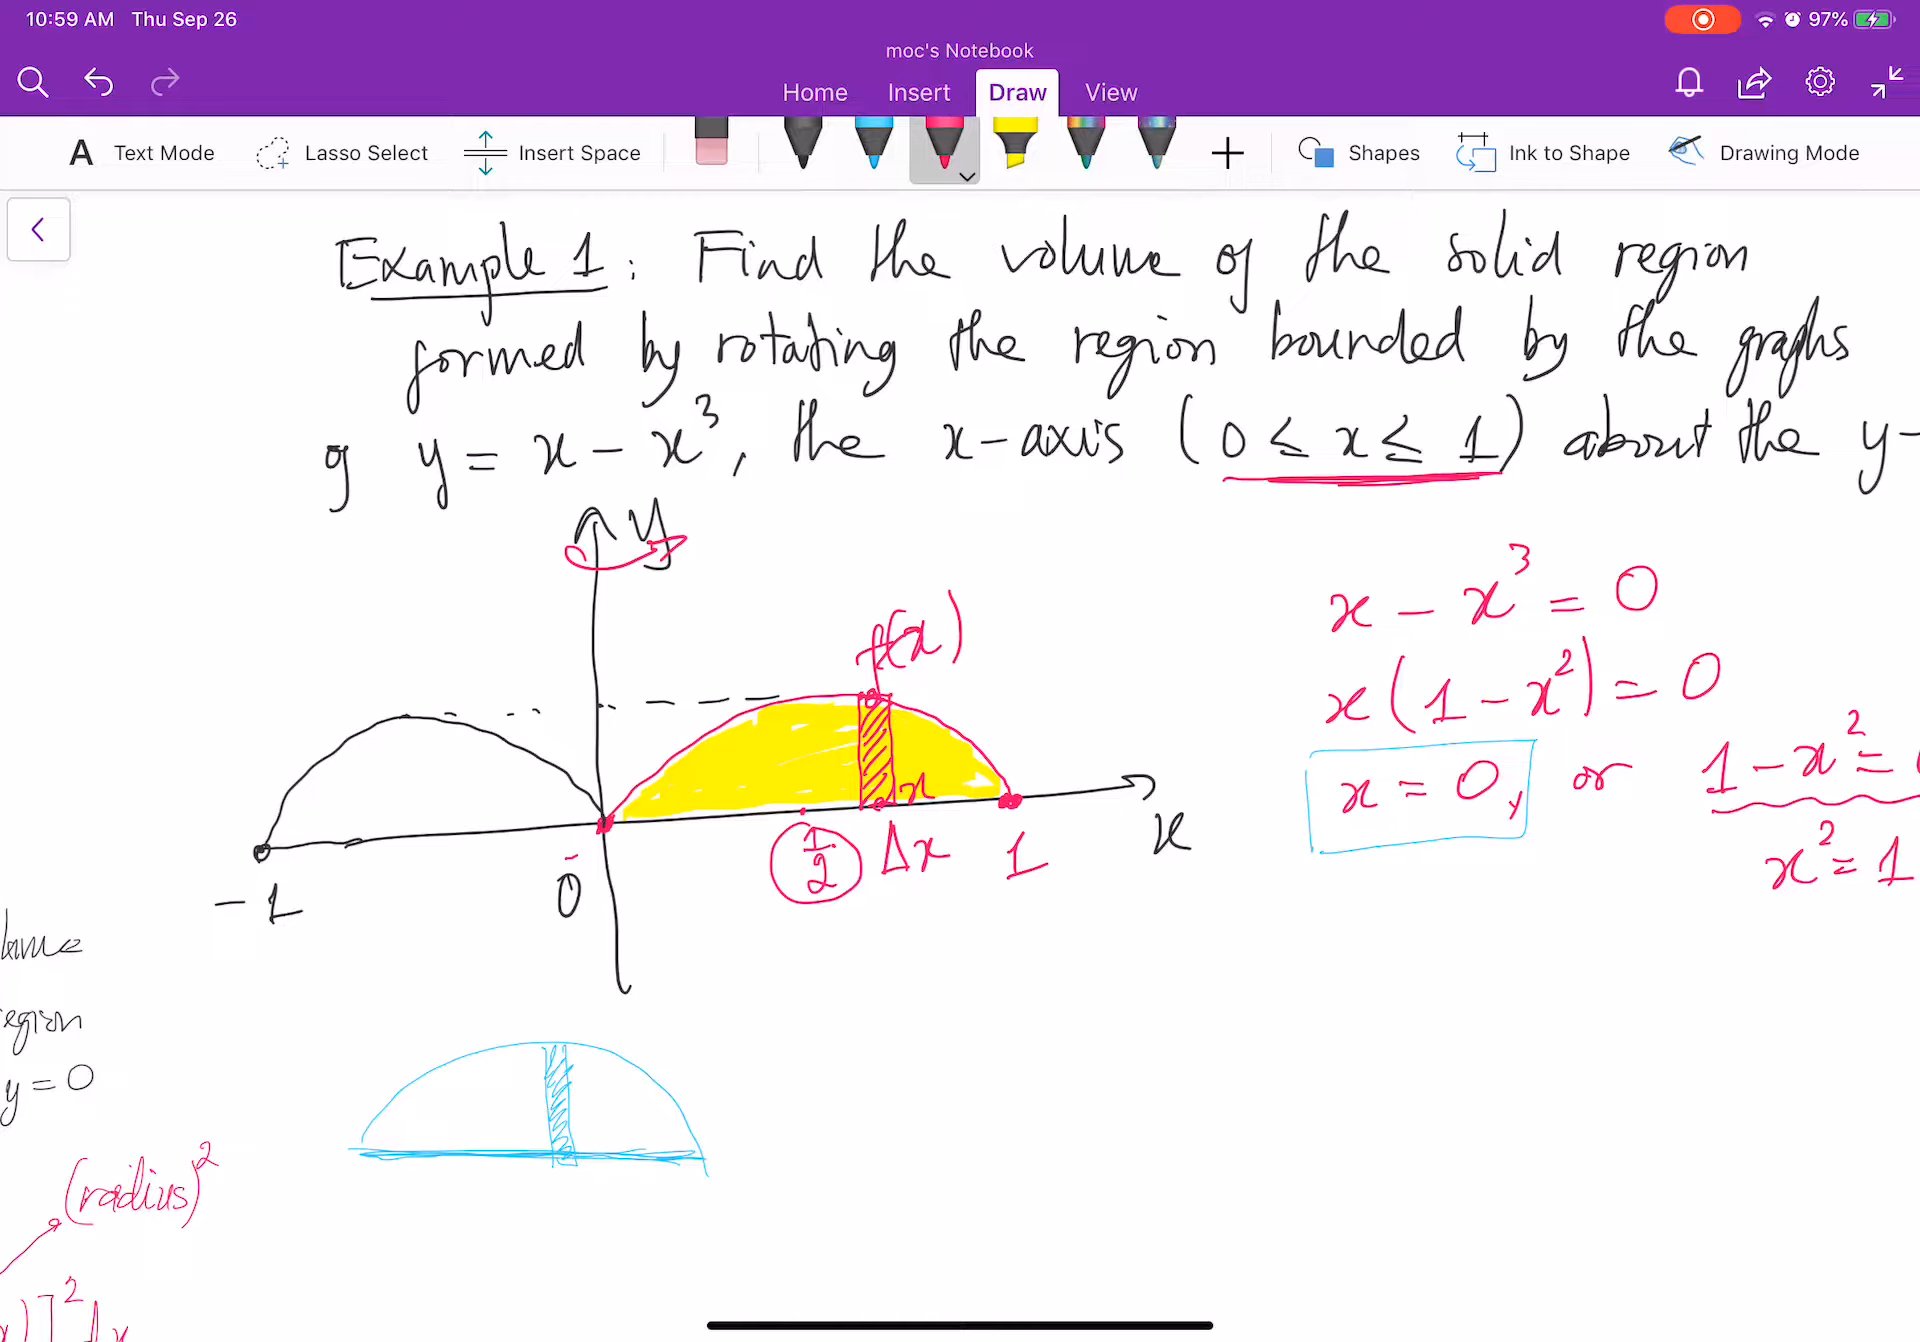 10:59 AM Thu Sep 26
97%
moc's Notebook
Home Insert Draw View
A Text Mode Lasso Select Insert Space Shapes Ink to Shape Drawing Mode
Example 1: Find the volume of the solid region
formed by rotating the region bounded by the graphs
of y = x - x³, the x-axis (0 ≤ x ≤ 1) about the y-
y
f(x)
x
1/2 Δx 1
x
-1
0
x - x³ = 0
x(1 - x²) = 0
x = 0, or 1 - x² =
x² = 1
y = 0
(radius)²
]² Δx